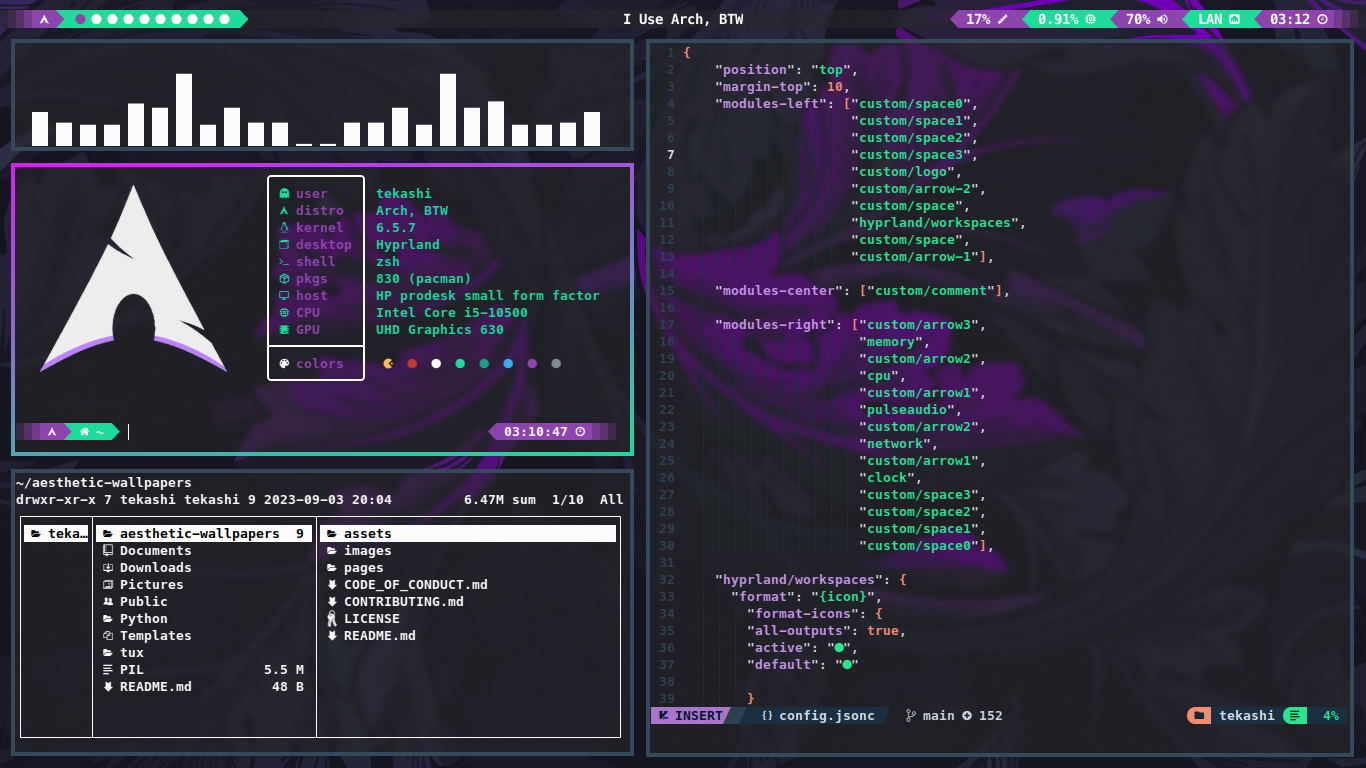 I Use Arch, BTW
17% 0.91% 70% LAN 03:12
user tekashi
distro Arch, BTW
kernel 6.5.7
desktop Hyprland
shell zsh
pkgs 830 (pacman)
host HP prodesk small form factor
CPU Intel Core i5-10500
GPU UHD Graphics 630
colors
~ 03:10:47
~/aesthetic-wallpapers
drwxr-xr-x 7 tekashi tekashi 9 2023-09-03 20:04 6.47M sum 1/10 All
teka… aesthetic-wallpapers 9 assets
Documents images
Downloads pages
Pictures CODE_OF_CONDUCT.md
Public CONTRIBUTING.md
Python LICENSE
Templates README.md
tux
PIL 5.5 M
README.md 48 B
1 {
2 "position": "top",
3 "margin-top": 10,
4 "modules-left": ["custom/space0",
5 "custom/space1",
6 "custom/space2",
7 "custom/space3",
8 "custom/logo",
9 "custom/arrow-2",
10 "custom/space",
11 "hyprland/workspaces",
12 "custom/space",
13 "custom/arrow-1"],
14
15 "modules-center": ["custom/comment"],
16
17 "modules-right": ["custom/arrow3",
18 "memory",
19 "custom/arrow2",
20 "cpu",
21 "custom/arrow1",
22 "pulseaudio",
23 "custom/arrow2",
24 "network",
25 "custom/arrow1",
26 "clock",
27 "custom/space3",
28 "custom/space2",
29 "custom/space1",
30 "custom/space0"],
31
32 "hyprland/workspaces": {
33 "format": "{icon}",
34 "format-icons": {
35 "all-outputs": true,
36 "active": "●",
37 "default": "●"
38
39 }
INSERT {} config.jsonc main 152 tekashi 4%